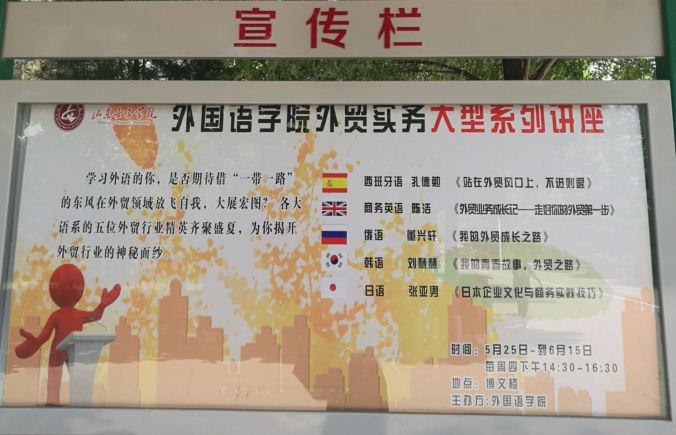 宣传栏
山东女子学院
外国语学院外贸实务大型系列讲座
学习外语的你，是否期待借“一带一路”
的东风在外贸领域放飞自我，大展宏图？各大
语系的五位外贸行业精英齐聚盛夏，为你揭开
外贸行业的神秘面纱
西班牙语 孔德卿 《站在外贸风口上，不进则退》
商务英语 陈洁 《外贸业务成长记——走好你的外贸第一步》
俄语 董兴轩 《我的外贸成长之路》
韩语 刘慧慧 《我的青春故事，外贸之路》
日语 张亚男 《日本企业文化与商务实践技巧》
时间：5月25日-到6月15日
每周四下午14:30-16:30
地点：博文楼
主办方：外国语学院